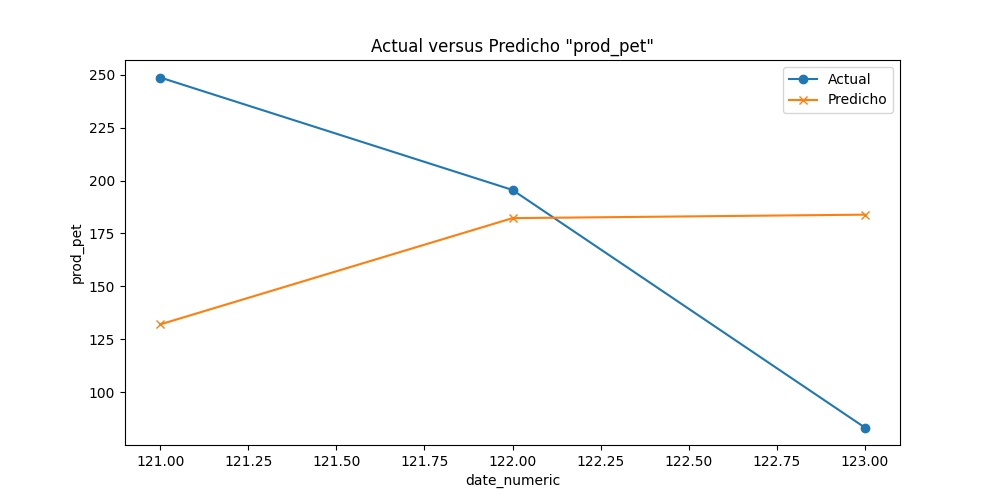 Actual versus Predicho "prod_pet"
Actual
Predicho
250
225
200
175
150
125
100
prod_pet
121.00 121.25 121.50 121.75 122.00 122.25 122.50 122.75 123.00
date_numeric